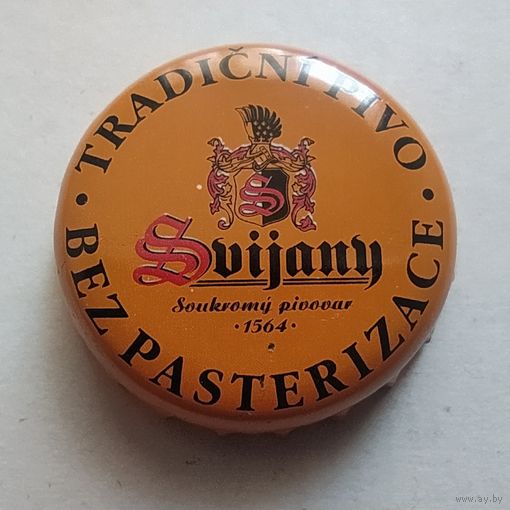 TRADIČNÍ PIVO
S
Svijany
Soukromý pivovar
·1564·
· BEZ PASTERIZACE ·
www.ay.by